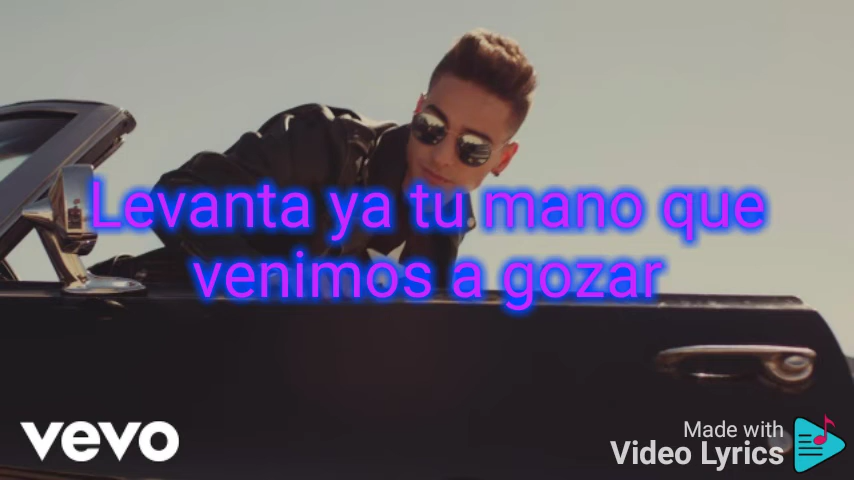 Levanta ya tu mano que
venimos a gozar
vevo
Made with
Video Lyrics